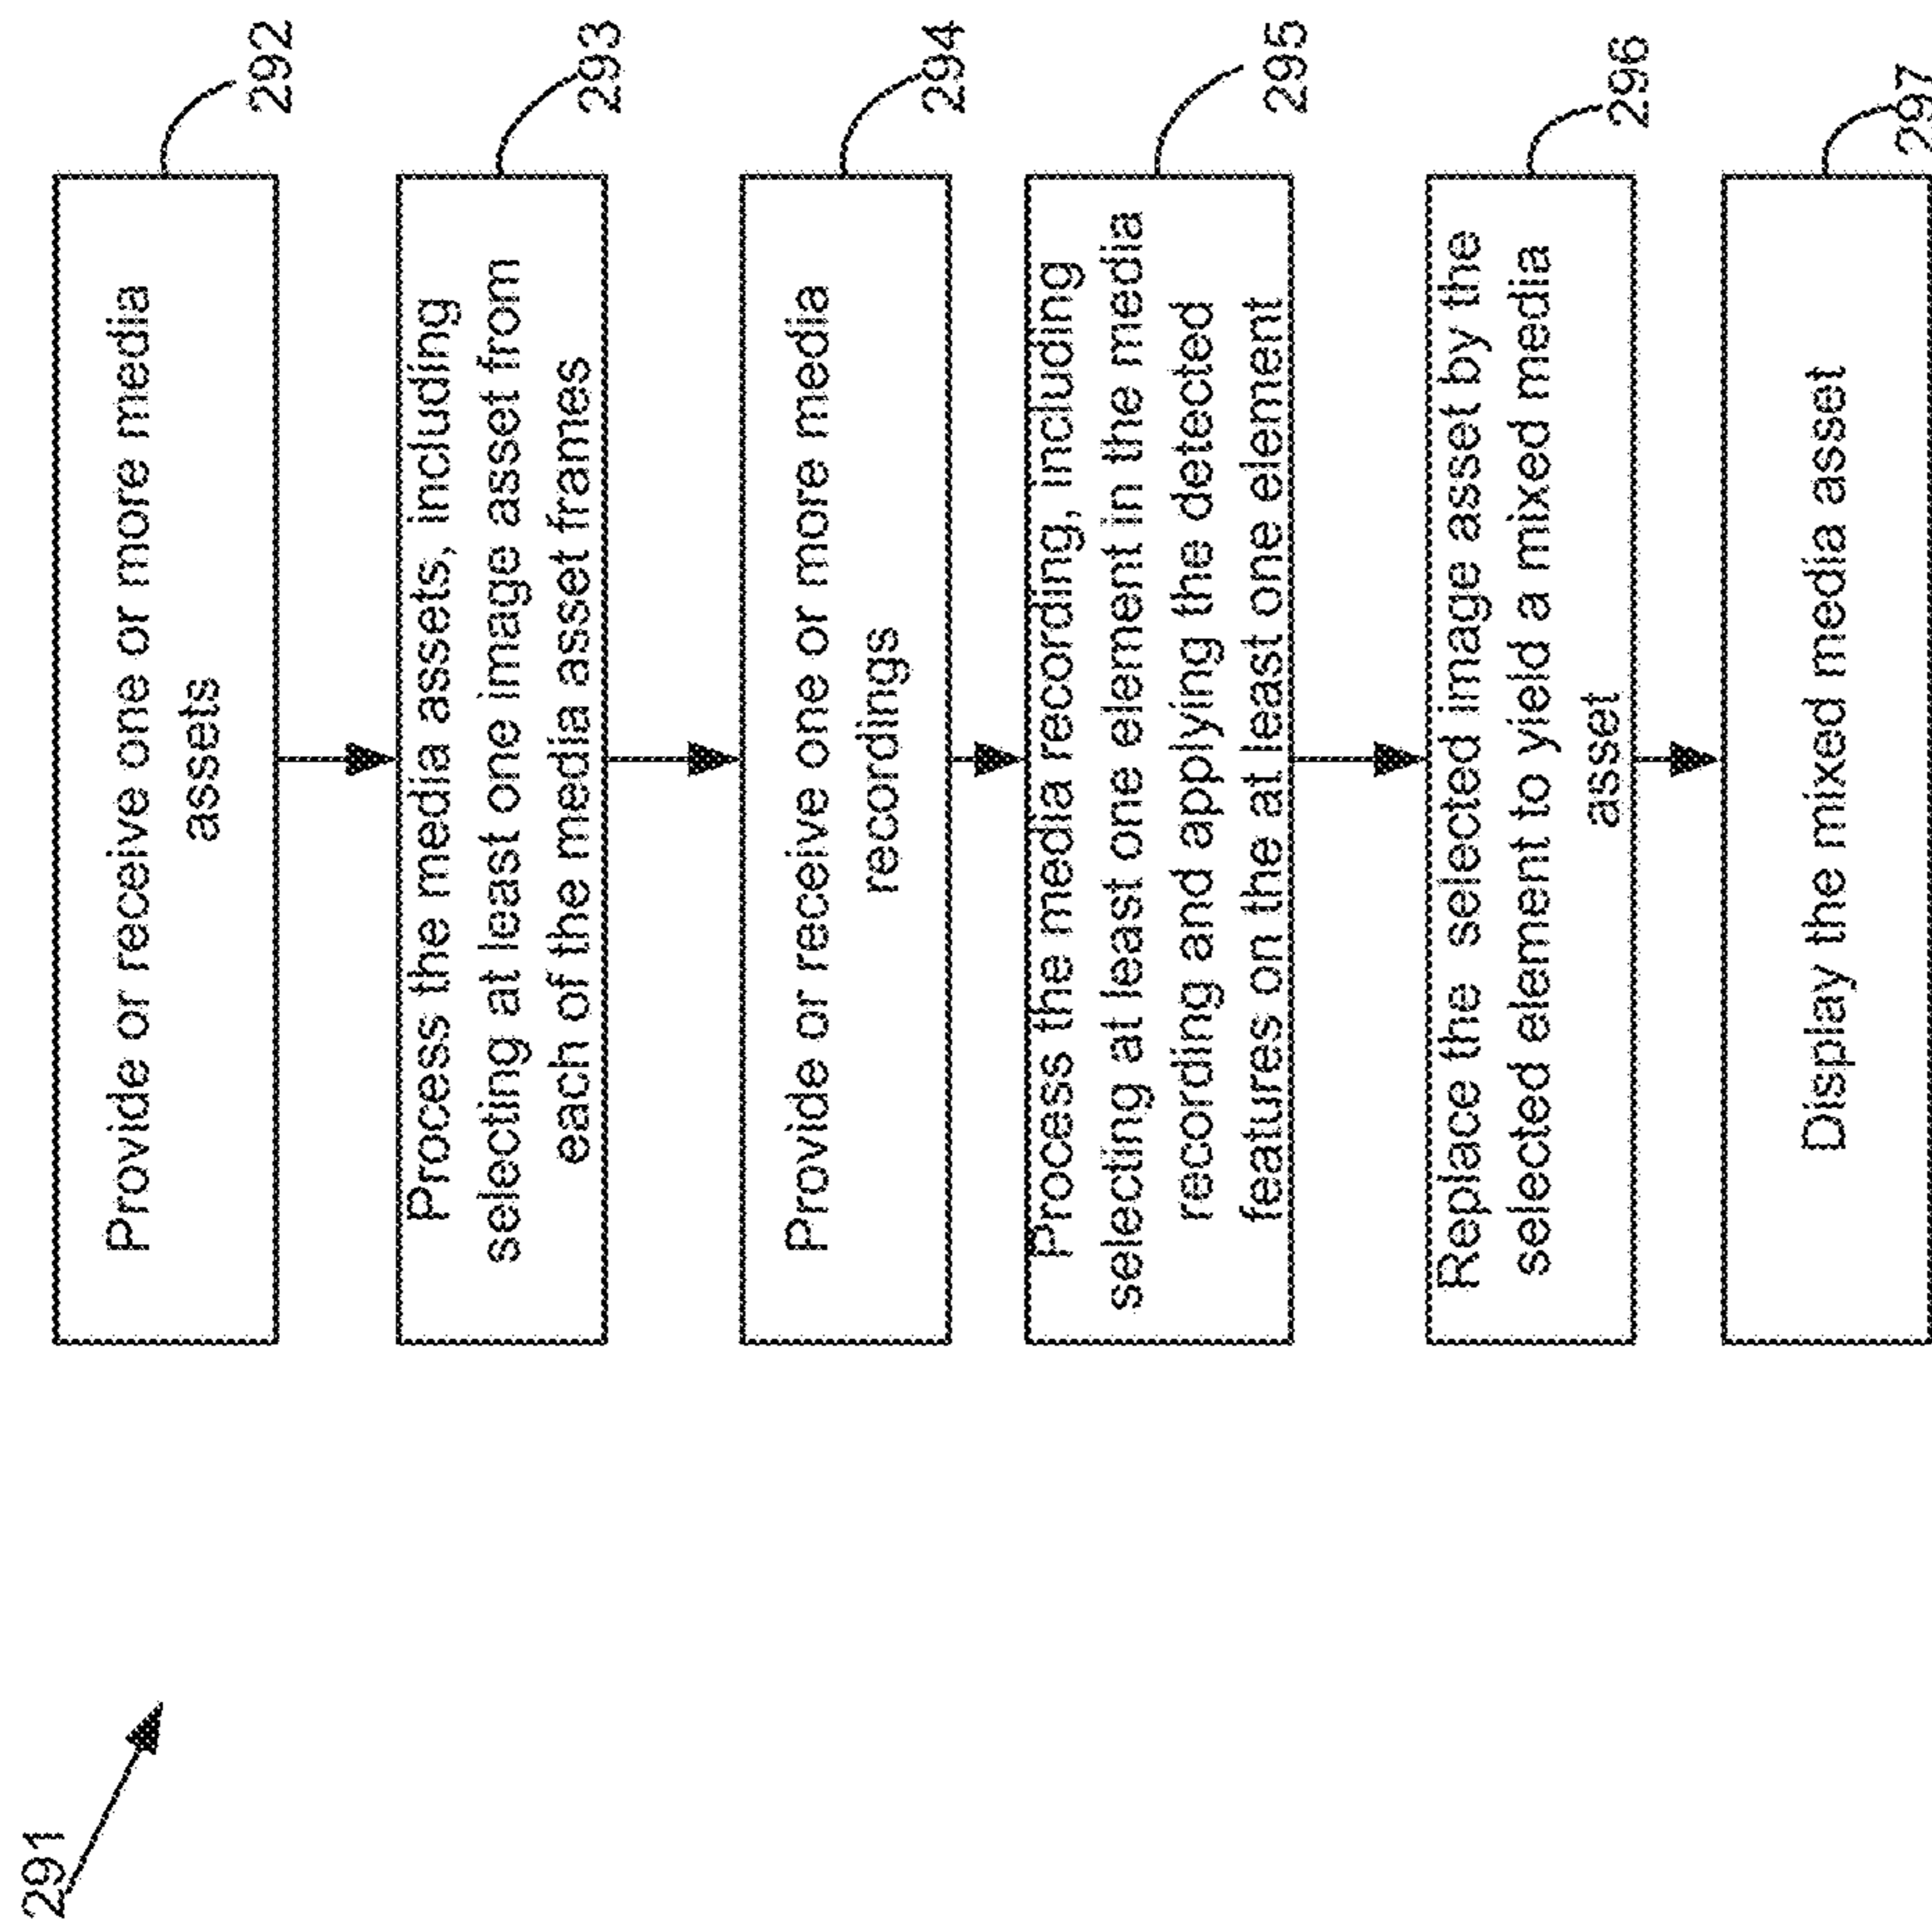 291
Provide or receive one or more media
assets
292
Process the media assets, including
selecting at least one image asset from
each of the media asset frames
293
Provide or receive one or more media
recordings
294
Process the media recording, including
selecting at least one element in the media
recording and applying the detected
features on the at least one element
295
Replace the selected image asset by the
selected element to yield a mixed media
asset
296
Display the mixed media asset
297